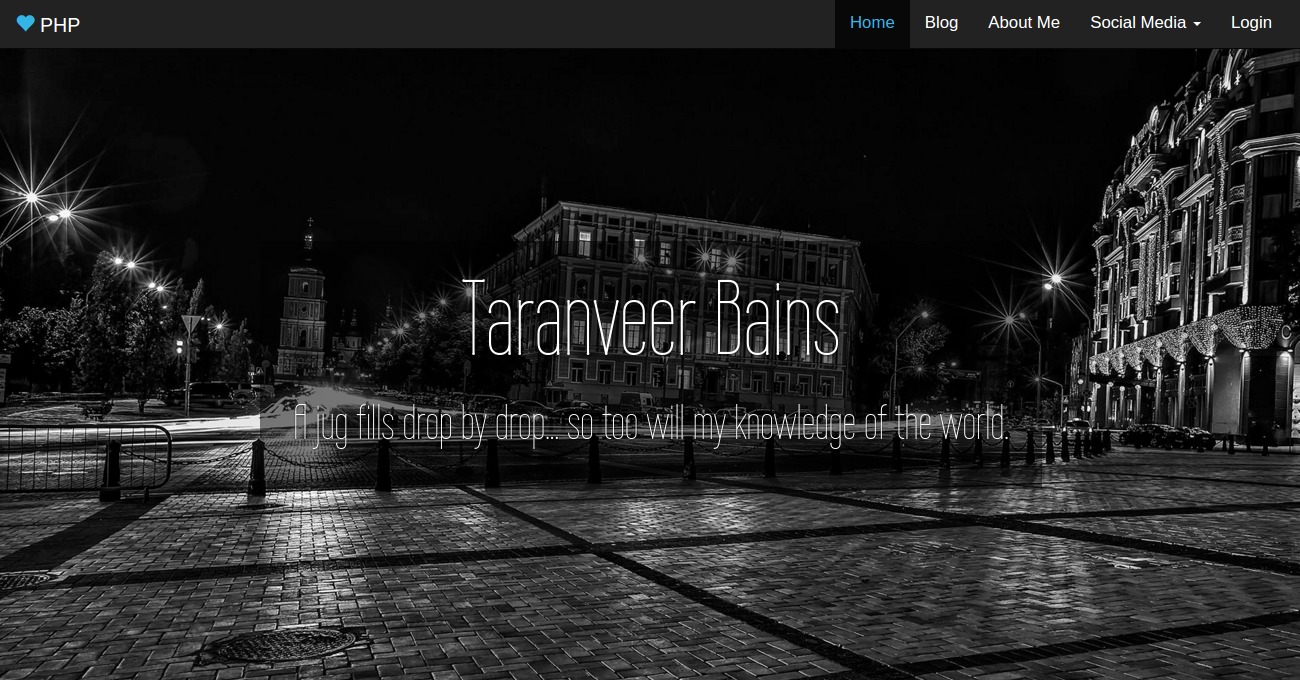 PHP
Home Blog About Me Social Media Login
Taranveer Bains
A jug fills drop by drop... so too will my knowledge of the world.